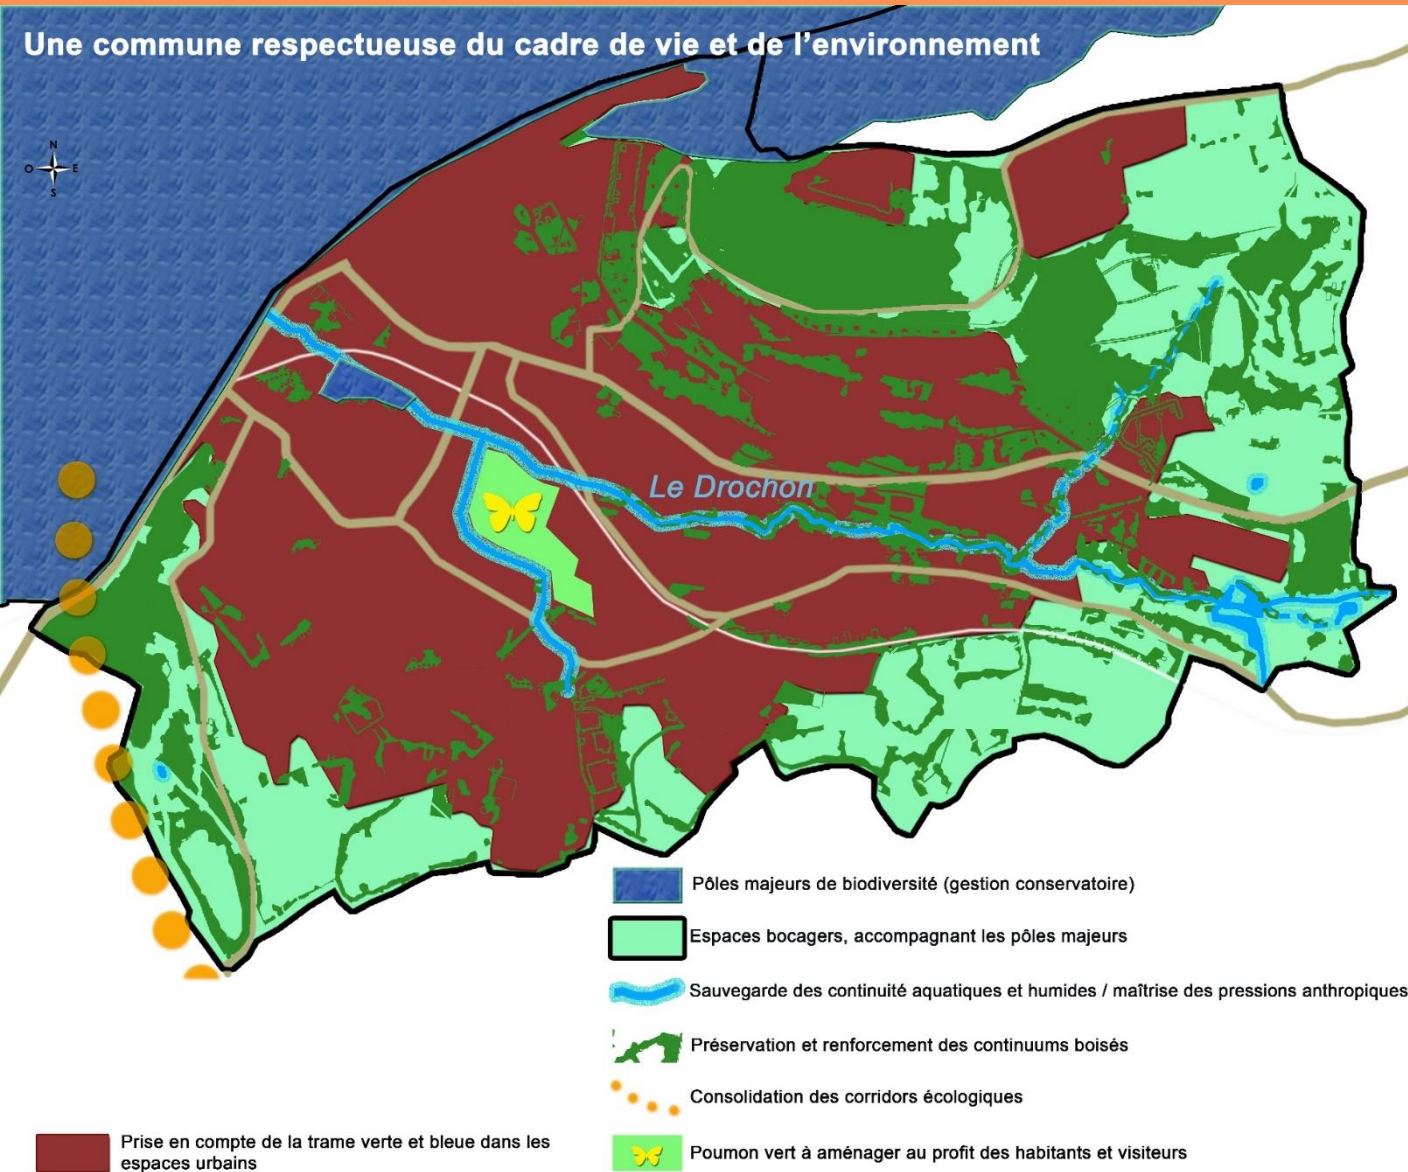 Une commune respectueuse du cadre de vie et de l'environnement
N
O E
S
Le Drochon
Pôles majeurs de biodiversité (gestion conservatoire)
Espaces bocagers, accompagnant les pôles majeurs
Sauvegarde des continuité aquatiques et humides / maîtrise des pressions anthropiques
Préservation et renforcement des continuums boisés
Consolidation des corridors écologiques
Prise en compte de la trame verte et bleue dans les
espaces urbains
Poumon vert à aménager au profit des habitants et visiteurs